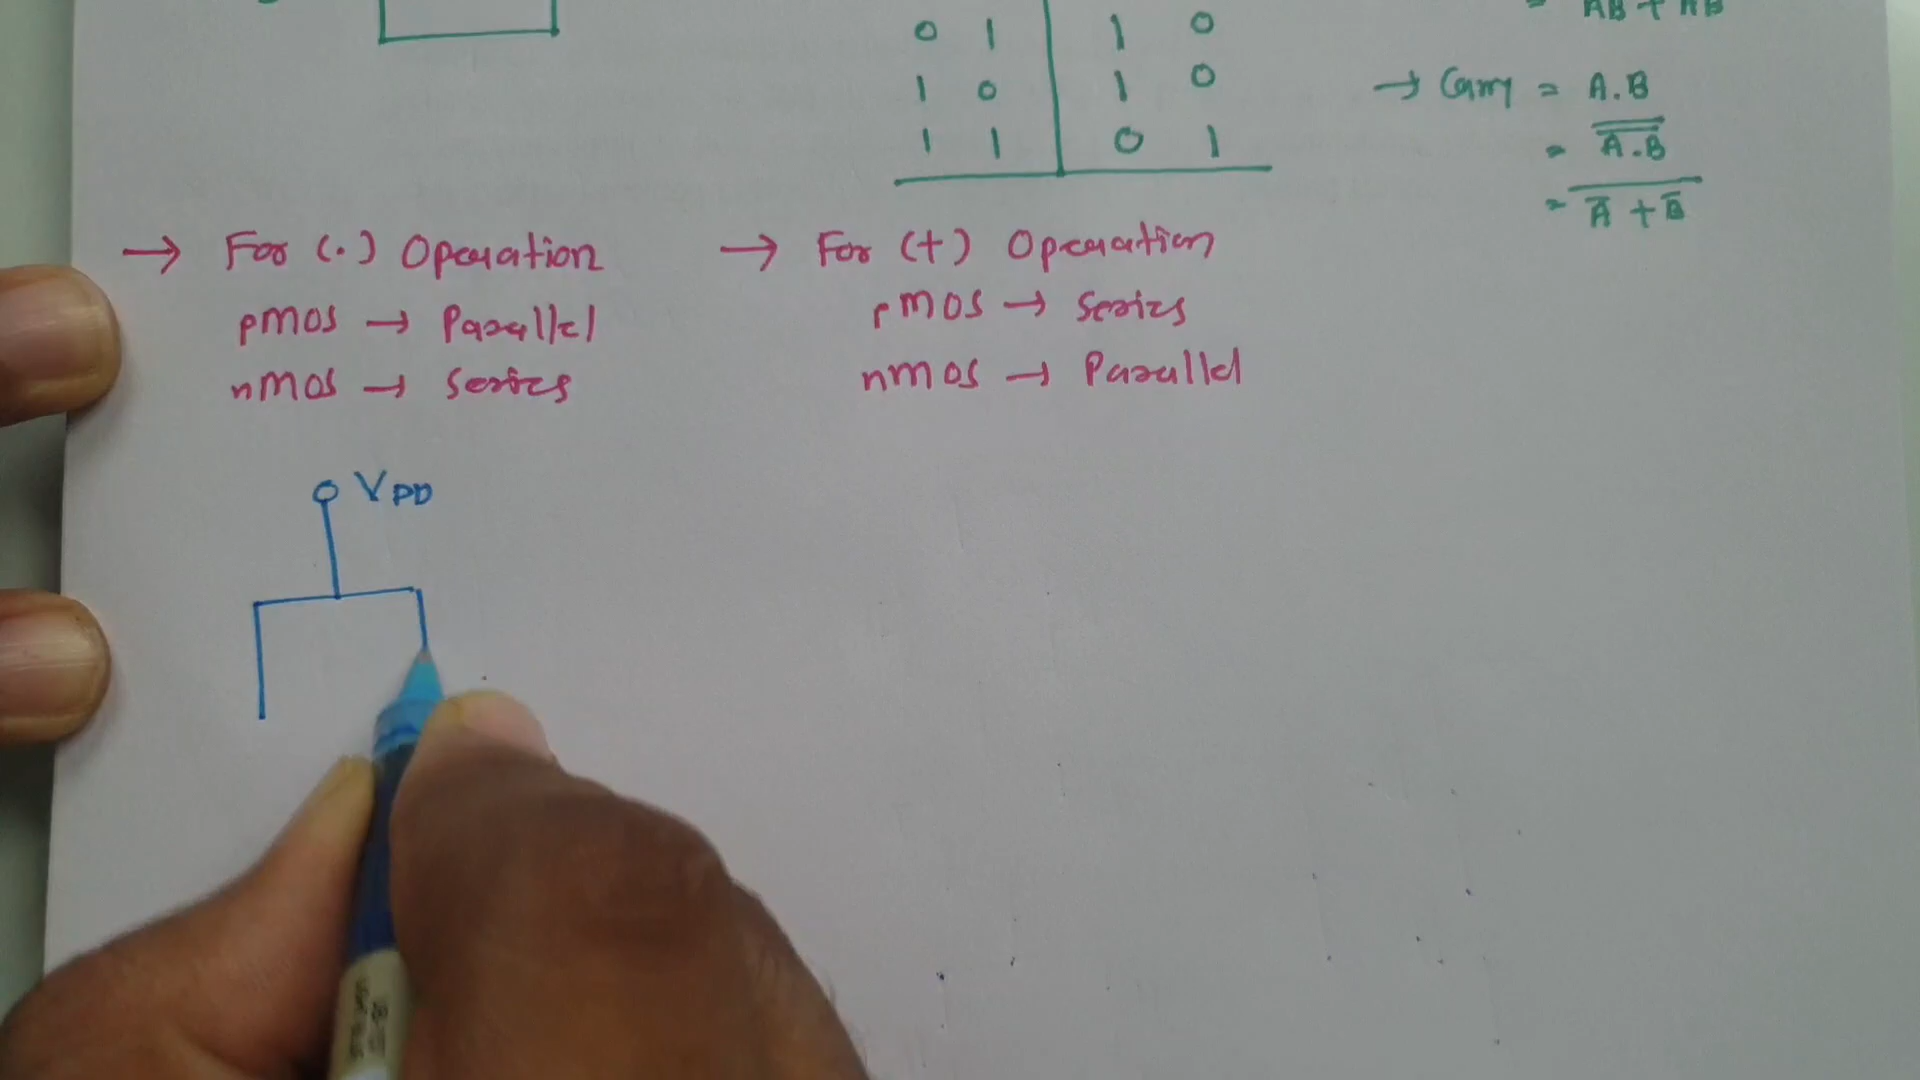 0 1 1 0
1 0 1 0
1 1 0 1
→ Carry = A.B
= A̿.̿B̿
= \overline{A̅ + B̅}
→ For (.) Operation
pMOS → Parallel
nMOS → Series
→ For (+) Operation
pMOS → Series
nMOS → Parallel
VDD